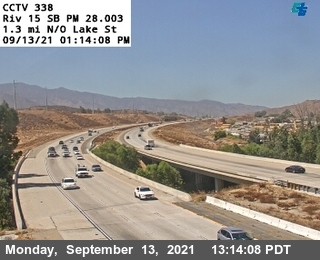 CCTV 338
Riv 15 SB PM 28.003
1.3 mi N/O Lake St
09/13/21 01:14:08 PM
Monday, September 13, 2021 13:14:08 PDT